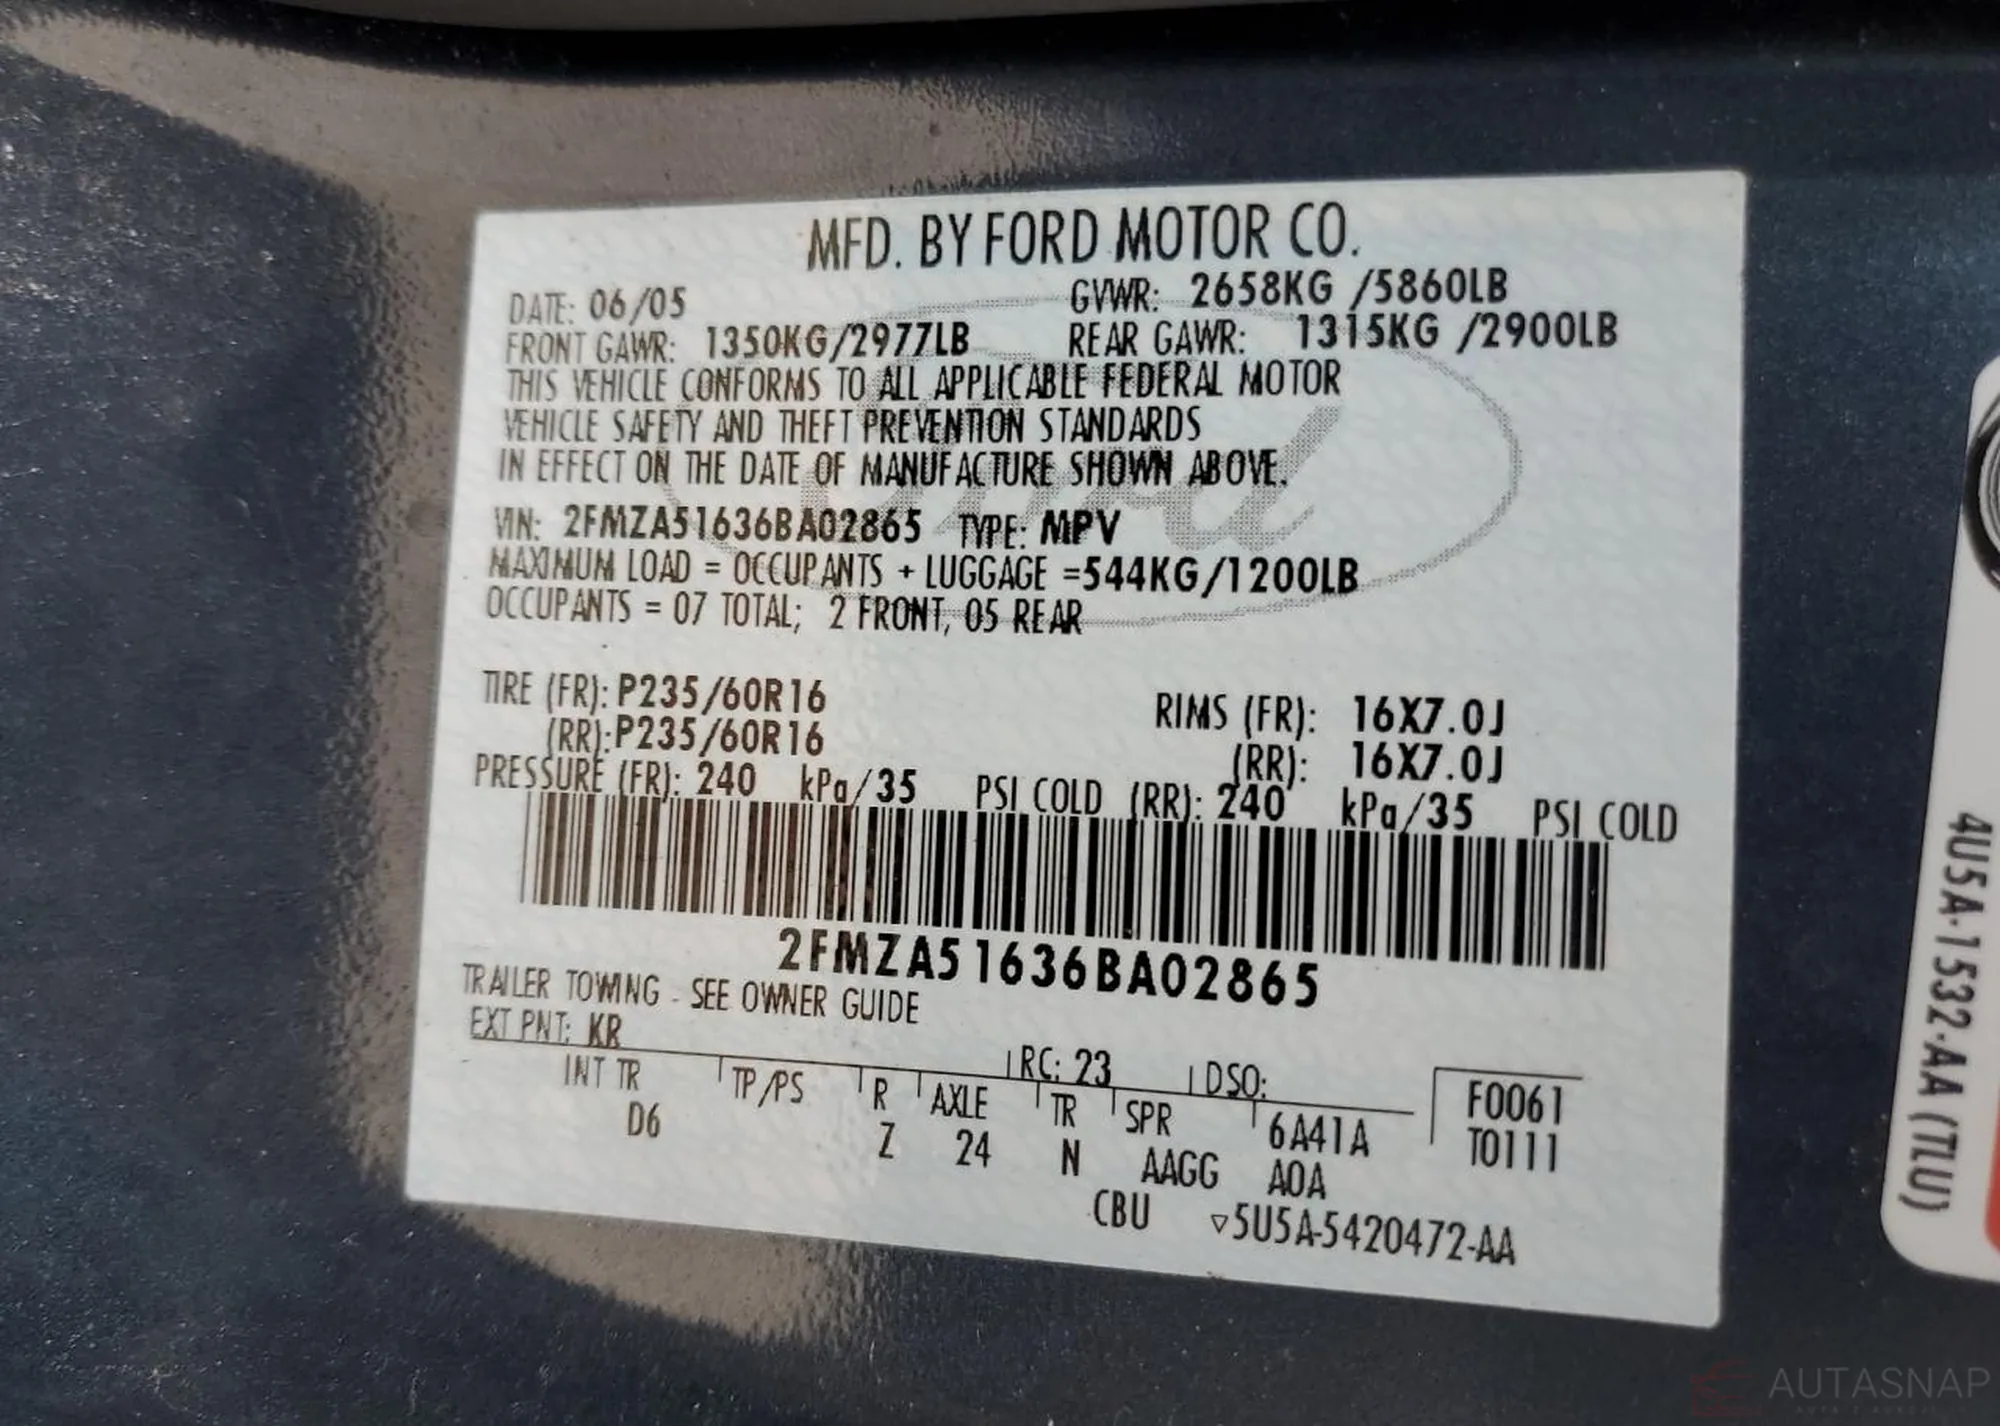 MFD. BY FORD MOTOR CO.
DATE: 06/05 GVWR: 2658KG /5860LB
FRONT GAWR: 1350KG/2977LB REAR GAWR: 1315KG /2900LB
THIS VEHICLE CONFORMS TO ALL APPLICABLE FEDERAL MOTOR
VEHICLE SAFETY AND THEFT PREVENTION STANDARDS
IN EFFECT ON THE DATE OF MANUFACTURE SHOWN ABOVE.
VIN: 2FMZA51636BA02865 TYPE: MPV
MAXIMUM LOAD = OCCUPANTS + LUGGAGE =544KG/1200LB
OCCUPANTS = 07 TOTAL; 2 FRONT, 05 REAR
TIRE (FR): P235/60R16 RIMS (FR): 16X7.0J
(RR):P235/60R16 (RR): 16X7.0J
PRESSURE (FR): 240 kPa/35 PSI COLD (RR): 240 kPa/35 PSI COLD
2FMZA51636BA02865
TRAILER TOWING - SEE OWNER GUIDE
EXT PNT: KR RC: 23 DSO:
INT TR TP/PS R AXLE TR SPR 6A41A F0061
D6 Z 24 N AAGG A0A T0111
CBU ▽5U5A-5420472-AA
Ford
4U5A-1532-AA (TLU)
AUTASNAP